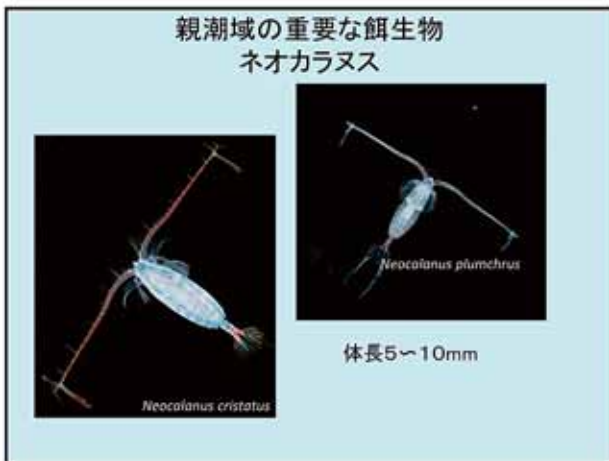 親潮域の重要な餌生物
ネオカラヌス
Neocalanus plumchrus
体長5〜10mm
Neocalanus cristatus